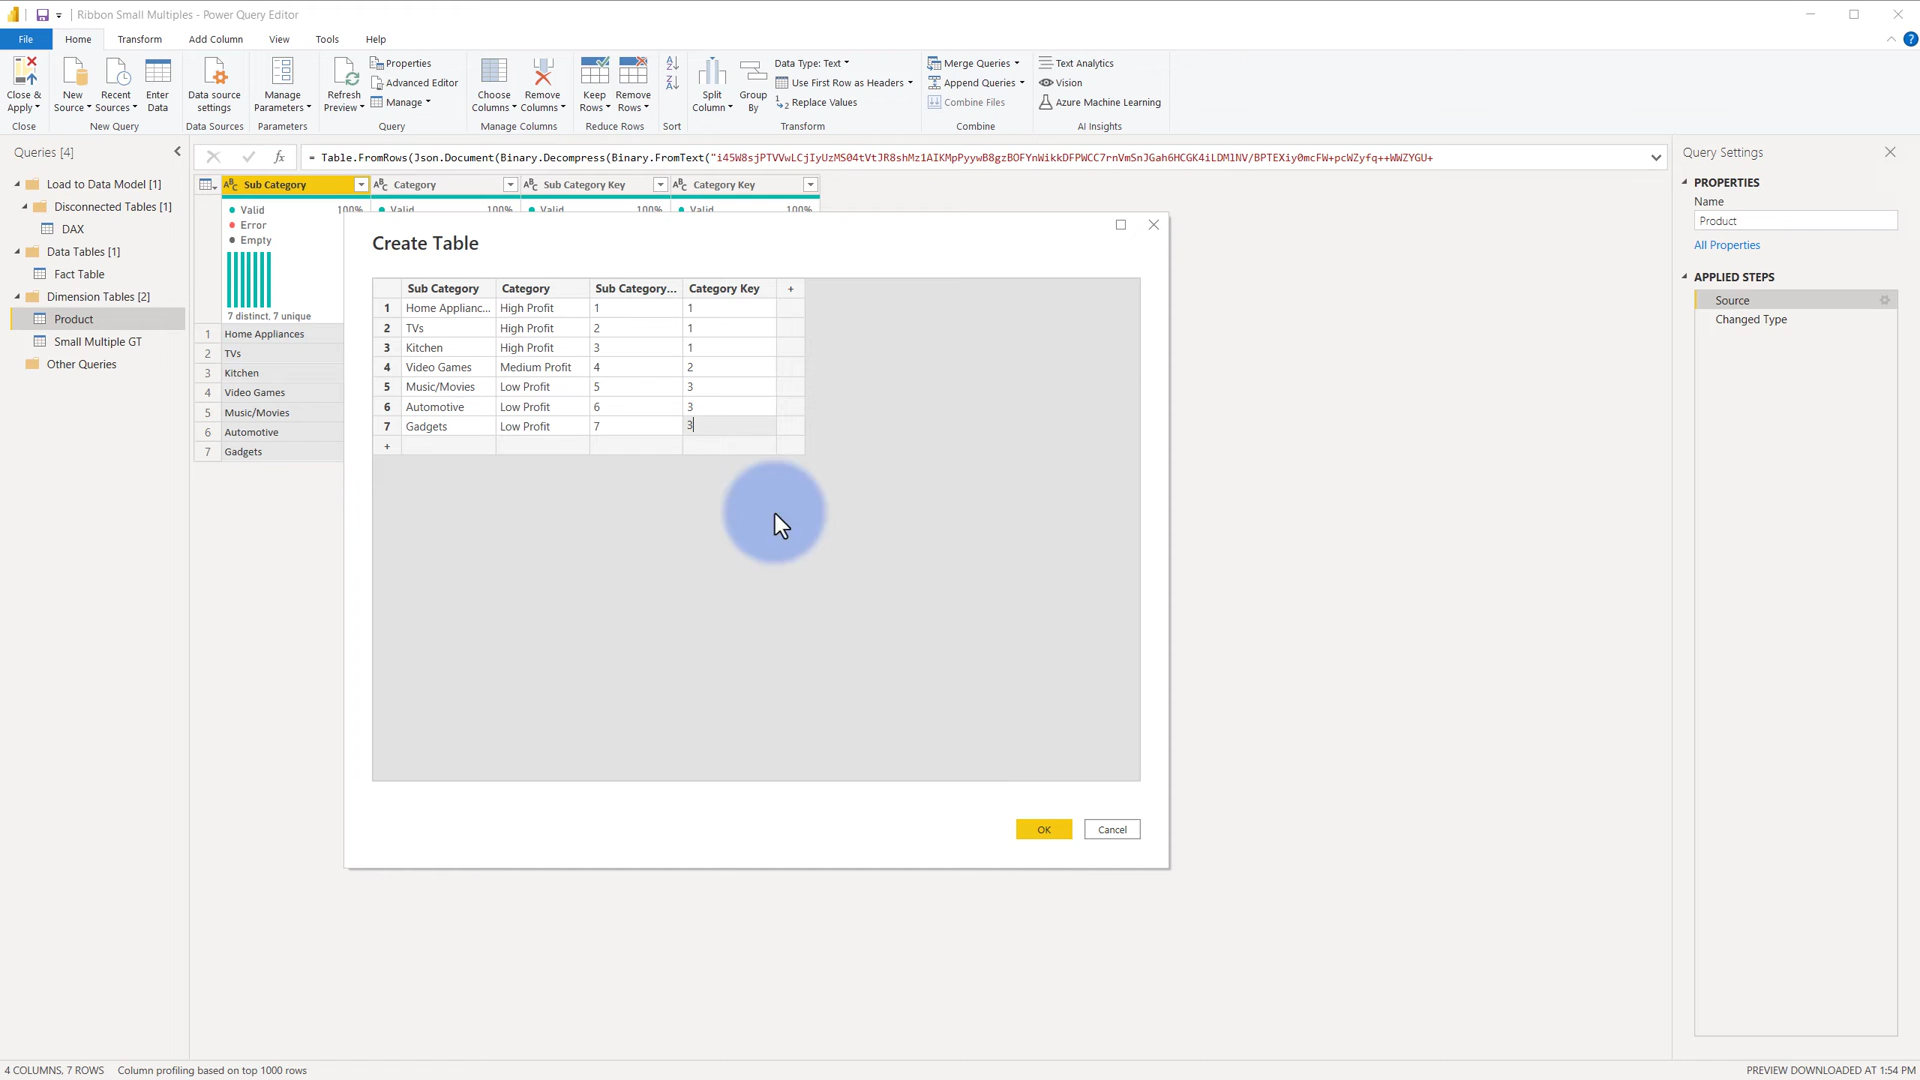 Ribbon Small Multiples - Power Query Editor
File Home Transform Add Column View Tools Help
Close & Apply
Close
New Source
Recent Sources
Enter Data
New Query
Data source settings
Data Sources
Manage Parameters
Parameters
Refresh Preview
Properties
Advanced Editor
Manage
Query
Choose Columns
Remove Columns
Manage Columns
Keep Rows
Remove Rows
Reduce Rows
Sort
Split Column
Group By
Data Type: Text
Use First Row as Headers
Replace Values
Transform
Merge Queries
Append Queries
Combine Files
Combine
Text Analytics
Vision
Azure Machine Learning
AI Insights
Queries [4]
Load to Data Model [1]
Disconnected Tables [1]
DAX
Data Tables [1]
Fact Table
Dimension Tables [2]
Product
Small Multiple GT
Other Queries
= Table.FromRows(Json.Document(Binary.Decompress(Binary.FromText("i45W8sjPTVVwLCjIyUzMS04tVtJR8shMz1AIKMpPyywB8gzBOFYnWikkDFPWCC7rnVmSnJGah6HCGK4iLDM1NV/BPTEXiy0mcFW+pcWZyfq++WWZYGU+
Sub Category Category Sub Category Key Category Key
Valid 100% Valid 100% Valid 100% Valid 100%
Error
Empty
7 distinct, 7 unique
1 Home Appliances
2 TVs
3 Kitchen
4 Video Games
5 Music/Movies
6 Automotive
7 Gadgets
Create Table
Sub Category Category Sub Category... Category Key +
1 Home Applianc... High Profit 1 1
2 TVs High Profit 2 1
3 Kitchen High Profit 3 1
4 Video Games Medium Profit 4 2
5 Music/Movies Low Profit 5 3
6 Automotive Low Profit 6 3
7 Gadgets Low Profit 7 3
+
OK Cancel
Query Settings
PROPERTIES
Name
Product
All Properties
APPLIED STEPS
Source
Changed Type
4 COLUMNS, 7 ROWS Column profiling based on top 1000 rows
PREVIEW DOWNLOADED AT 1:54 PM